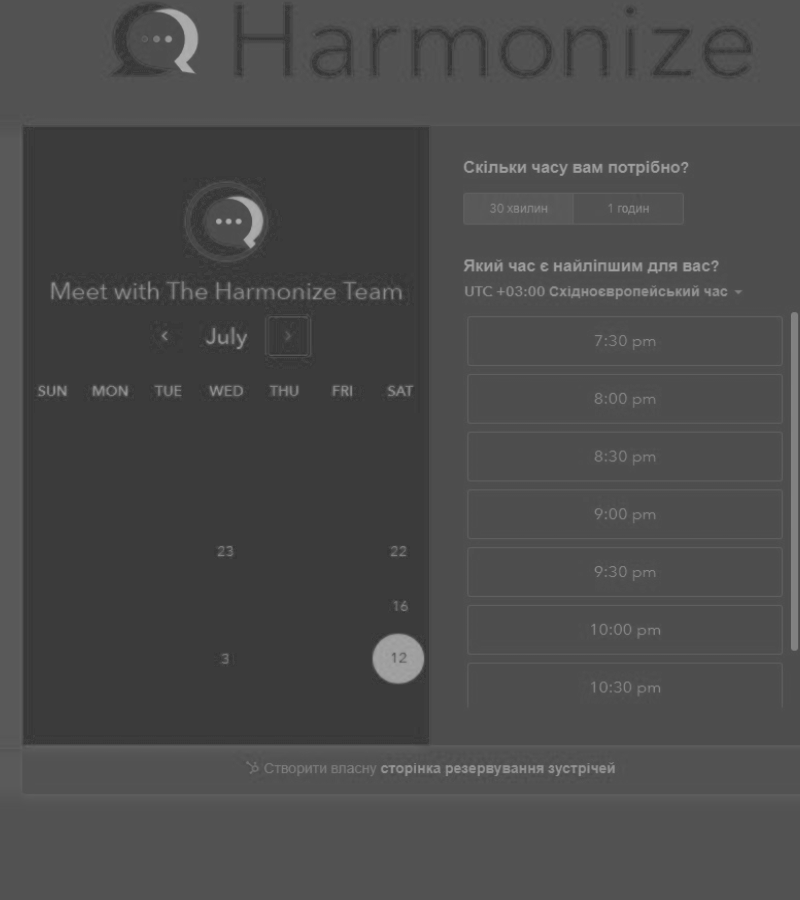 Harmonize
Meet with The Harmonize Team
July
SUN MON TUE WED THU FRI SAT
23 22
16
3 12
Скільки часу вам потрібно?
30 хвилин 1 годин
Який час є найліпшим для вас?
UTC +03:00 Східноєвропейський час
7:30 pm
8:00 pm
8:30 pm
9:00 pm
9:30 pm
10:00 pm
10:30 pm
Створити власну сторінка резервування зустрічей